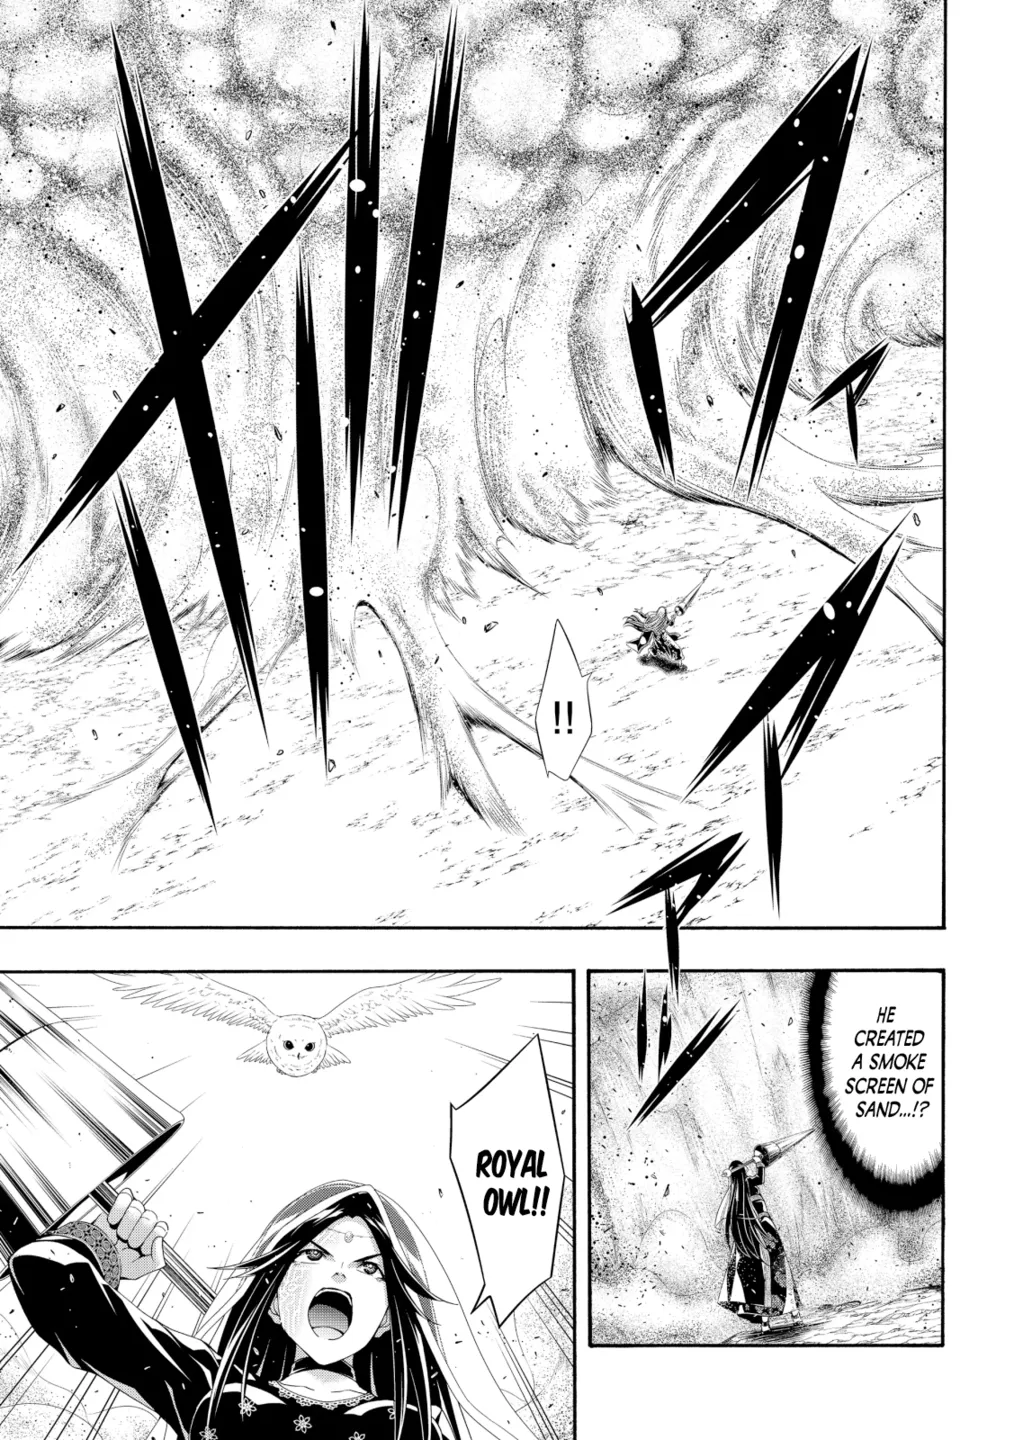 !!
HE
CREATED
A SMOKE
SCREEN OF
SAND...!?
ROYAL
OWL!!